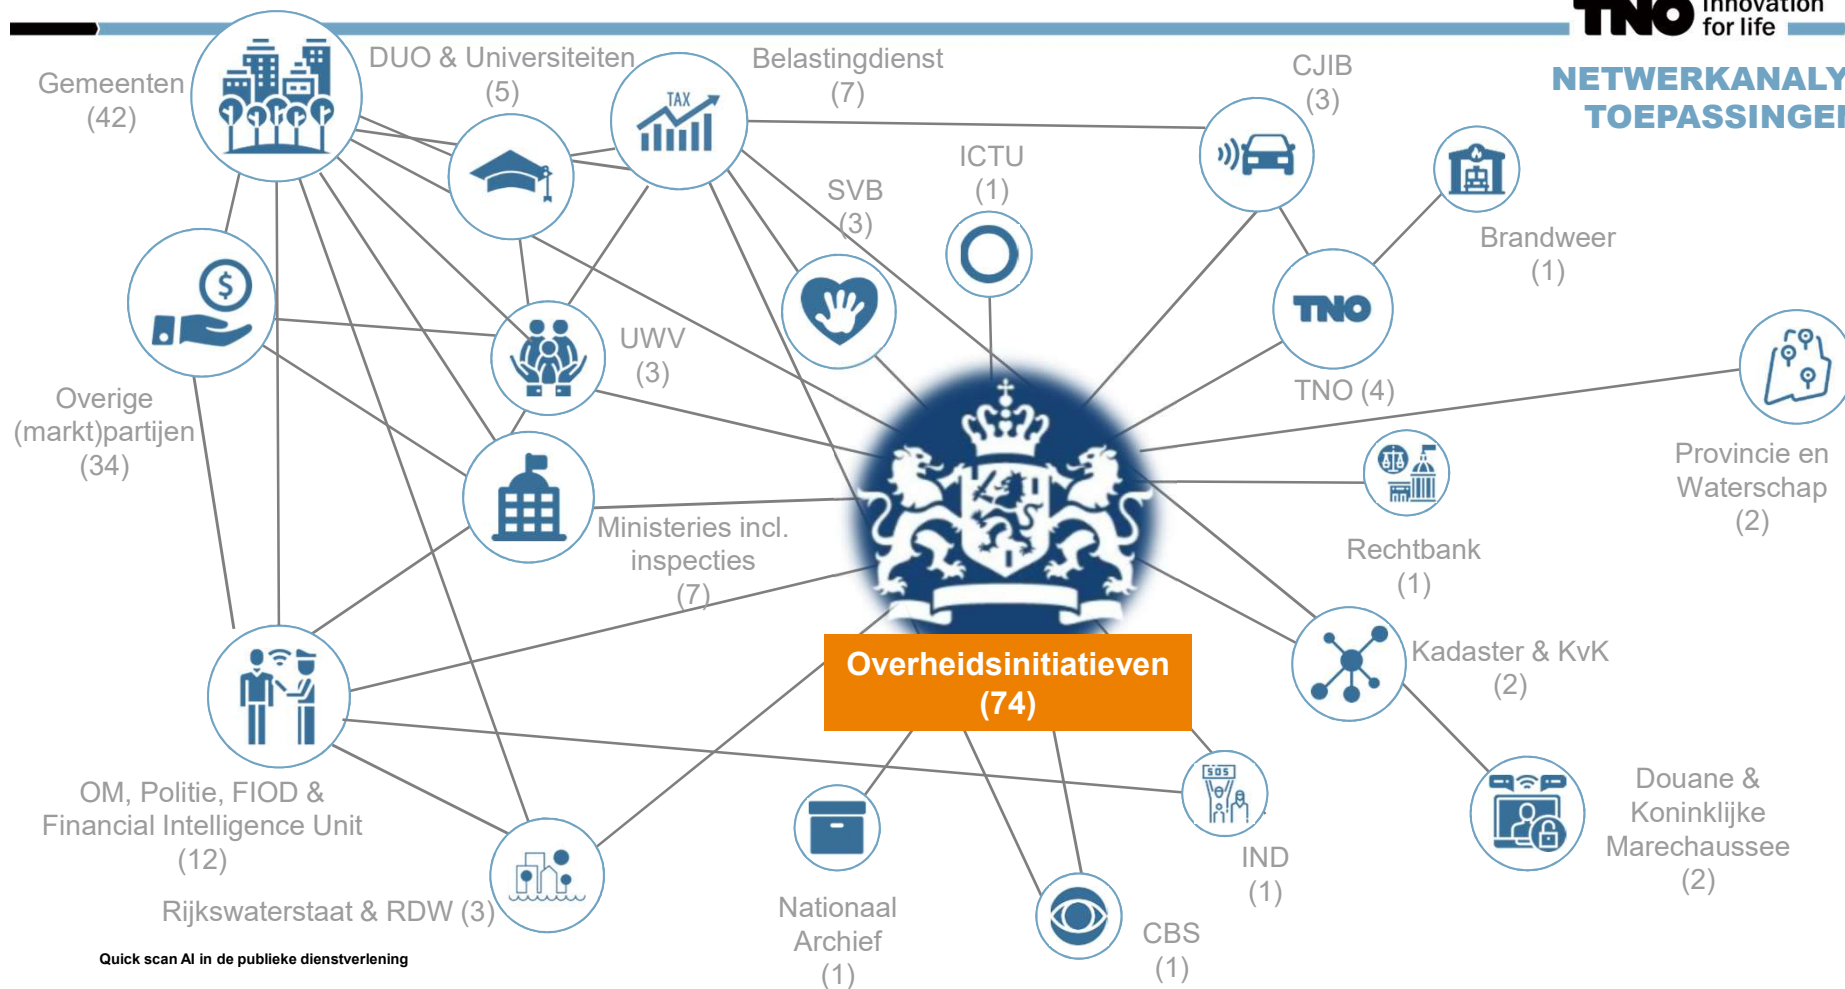 TNO innovation
for life
NETWERKANALY
TOEPASSINGEN
Gemeenten
(42)
DUO & Universiteiten
(5)
TAX
Belastingdienst
(7)
CJIB
(3)
ICTU
(1)
SVB
(3)
Brandweer
(1)
TNO
TNO (4)
$
Overige
(markt)partijen
(34)
UWV
(3)
Provincie en
Waterschap
(2)
Ministeries incl.
inspecties
(7)
Rechtbank
(1)
Overheidsinitiatieven
(74)
Kadaster & KvK
(2)
OM, Politie, FIOD &
Financial Intelligence Unit
(12)
SOS
IND
(1)
Douane &
Koninklijke
Marechaussee
(2)
Rijkswaterstaat & RDW (3)
Nationaal
Archief
(1)
CBS
(1)
Quick scan AI in de publieke dienstverlening